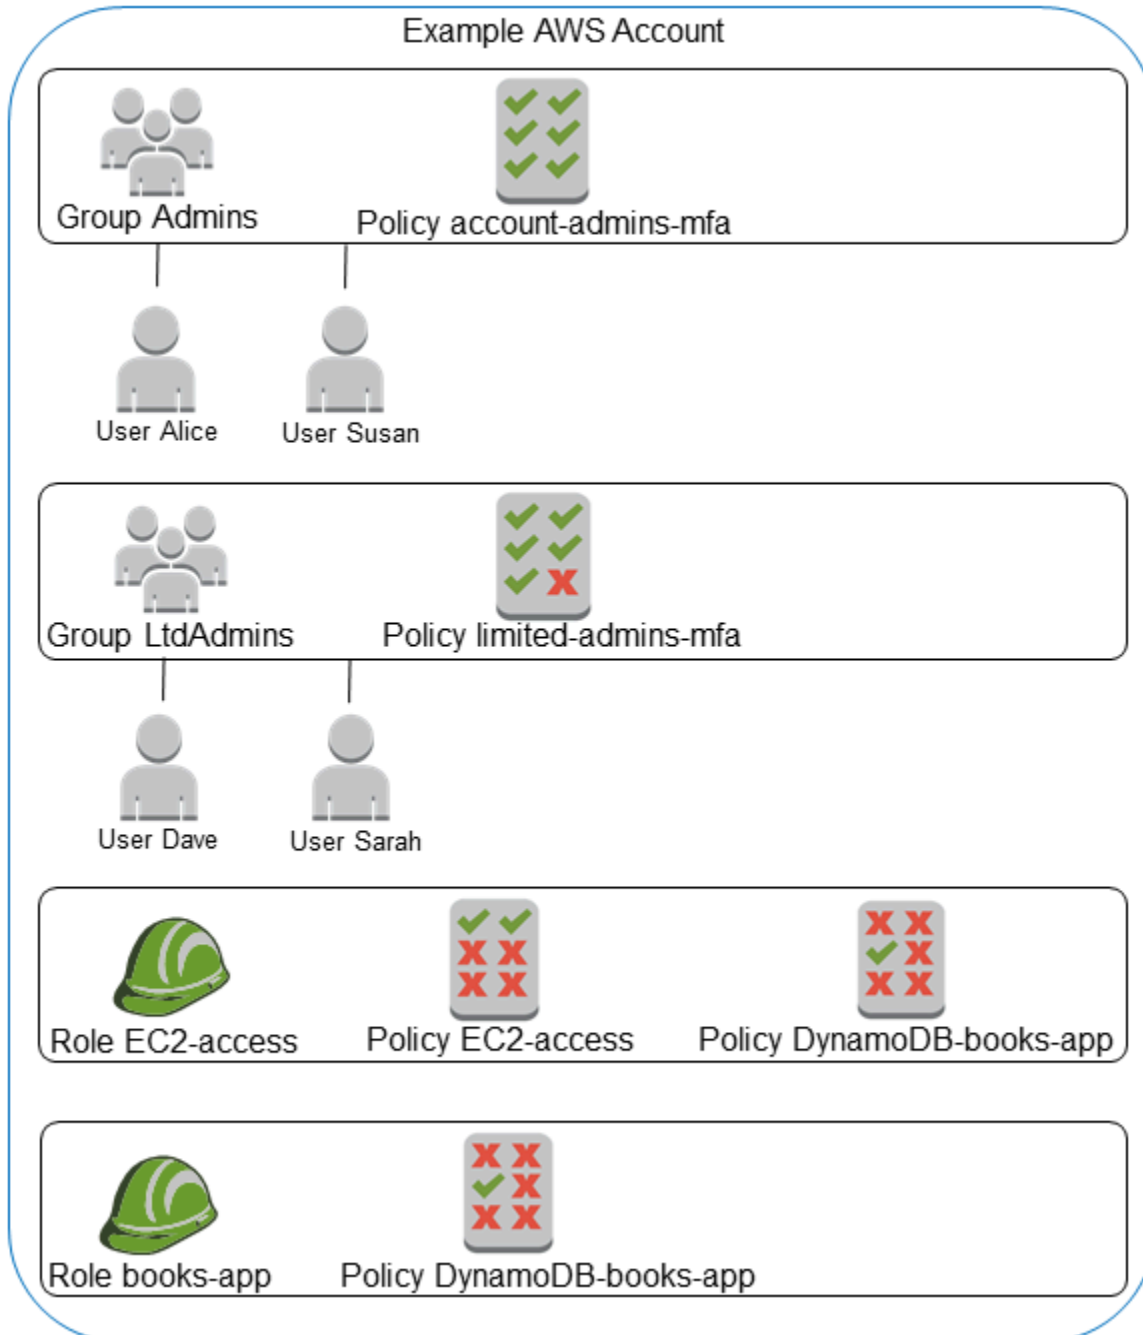 Example AWS Account
Group Admins
Policy account-admins-mfa
User Alice
User Susan
Group LtdAdmins
Policy limited-admins-mfa
User Dave
User Sarah
Role EC2-access
Policy EC2-access
Policy DynamoDB-books-app
Role books-app
Policy DynamoDB-books-app